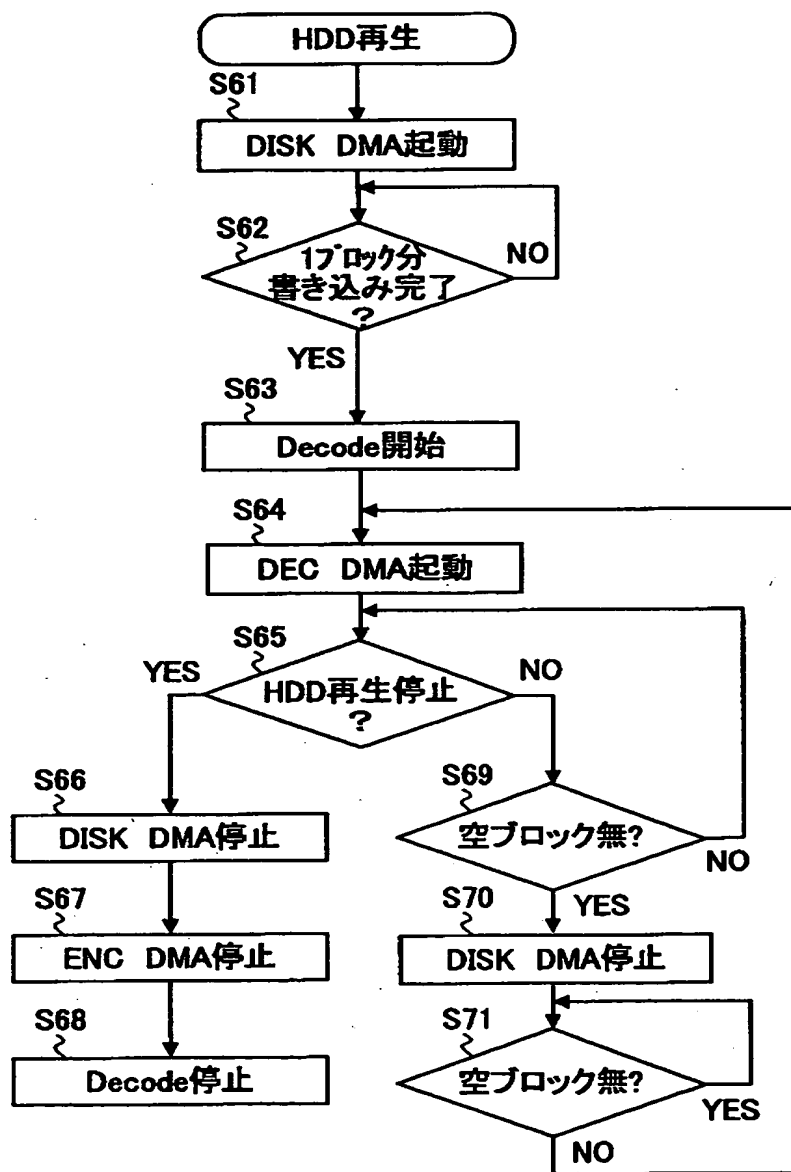 HDD再生
S61
DISK DMA起動
S62
1ブロック分
書き込み完了
?
NO
YES
S63
Decode開始
S64
DEC DMA起動
S65
YES
NO
HDD再生停止
?
S66
DISK DMA停止
S69
空ブロック無?
NO
YES
S67
ENC DMA停止
S70
DISK DMA停止
S68
Decode停止
S71
空ブロック無?
YES
NO